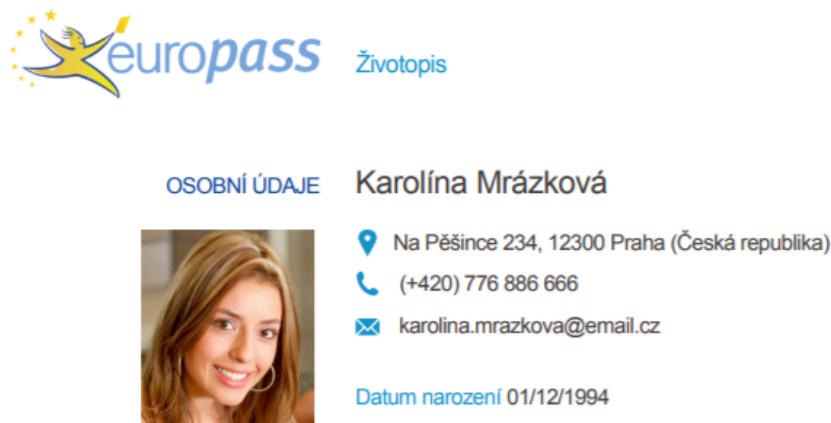 europass
Životopis
OSOBNÍ ÚDAJE
Karolína Mrázková
Na Pěšince 234, 12300 Praha (Česká republika)
(+420) 776 886 666
karolina.mrazkova@email.cz
Datum narození 01/12/1994